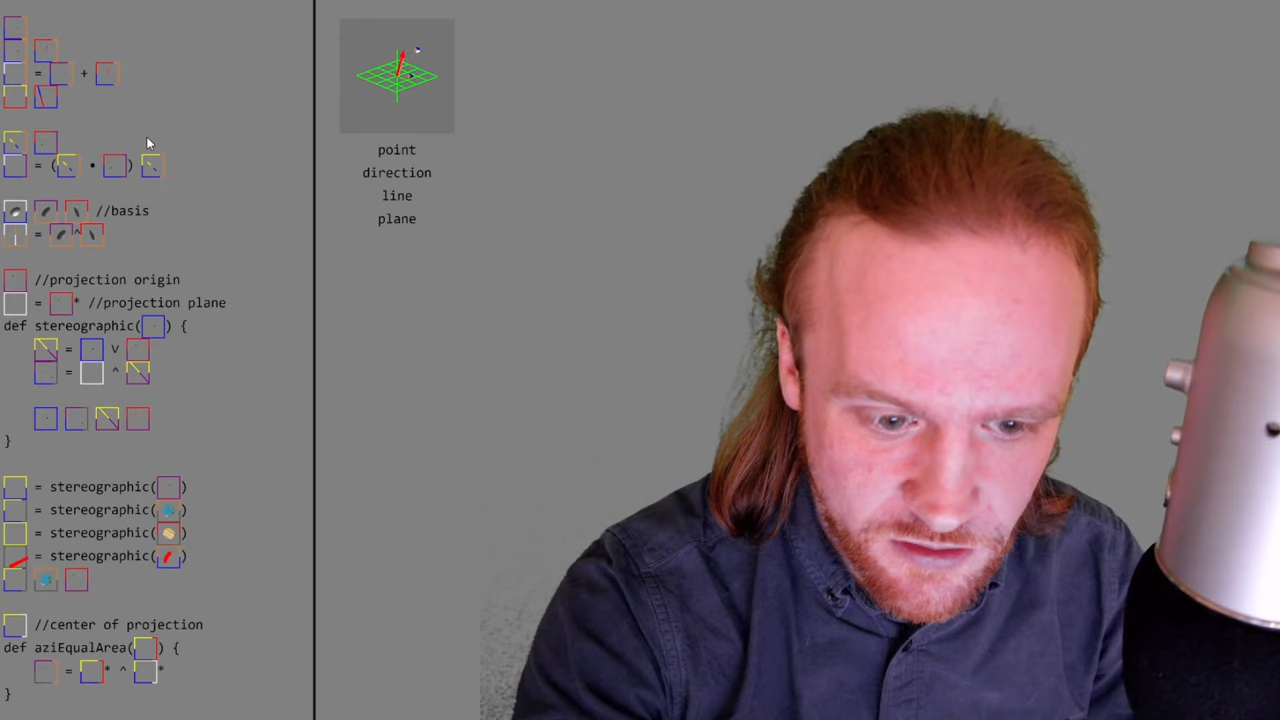 = +
= ( • )
//basis
= ^
//projection origin
= * //projection plane
def stereographic( ) {
= V
= ^
}
= stereographic( )
= stereographic( )
= stereographic( )
= stereographic( )
//center of projection
def aziEqualArea( ) {
= * ^ *
}
point
direction
line
plane